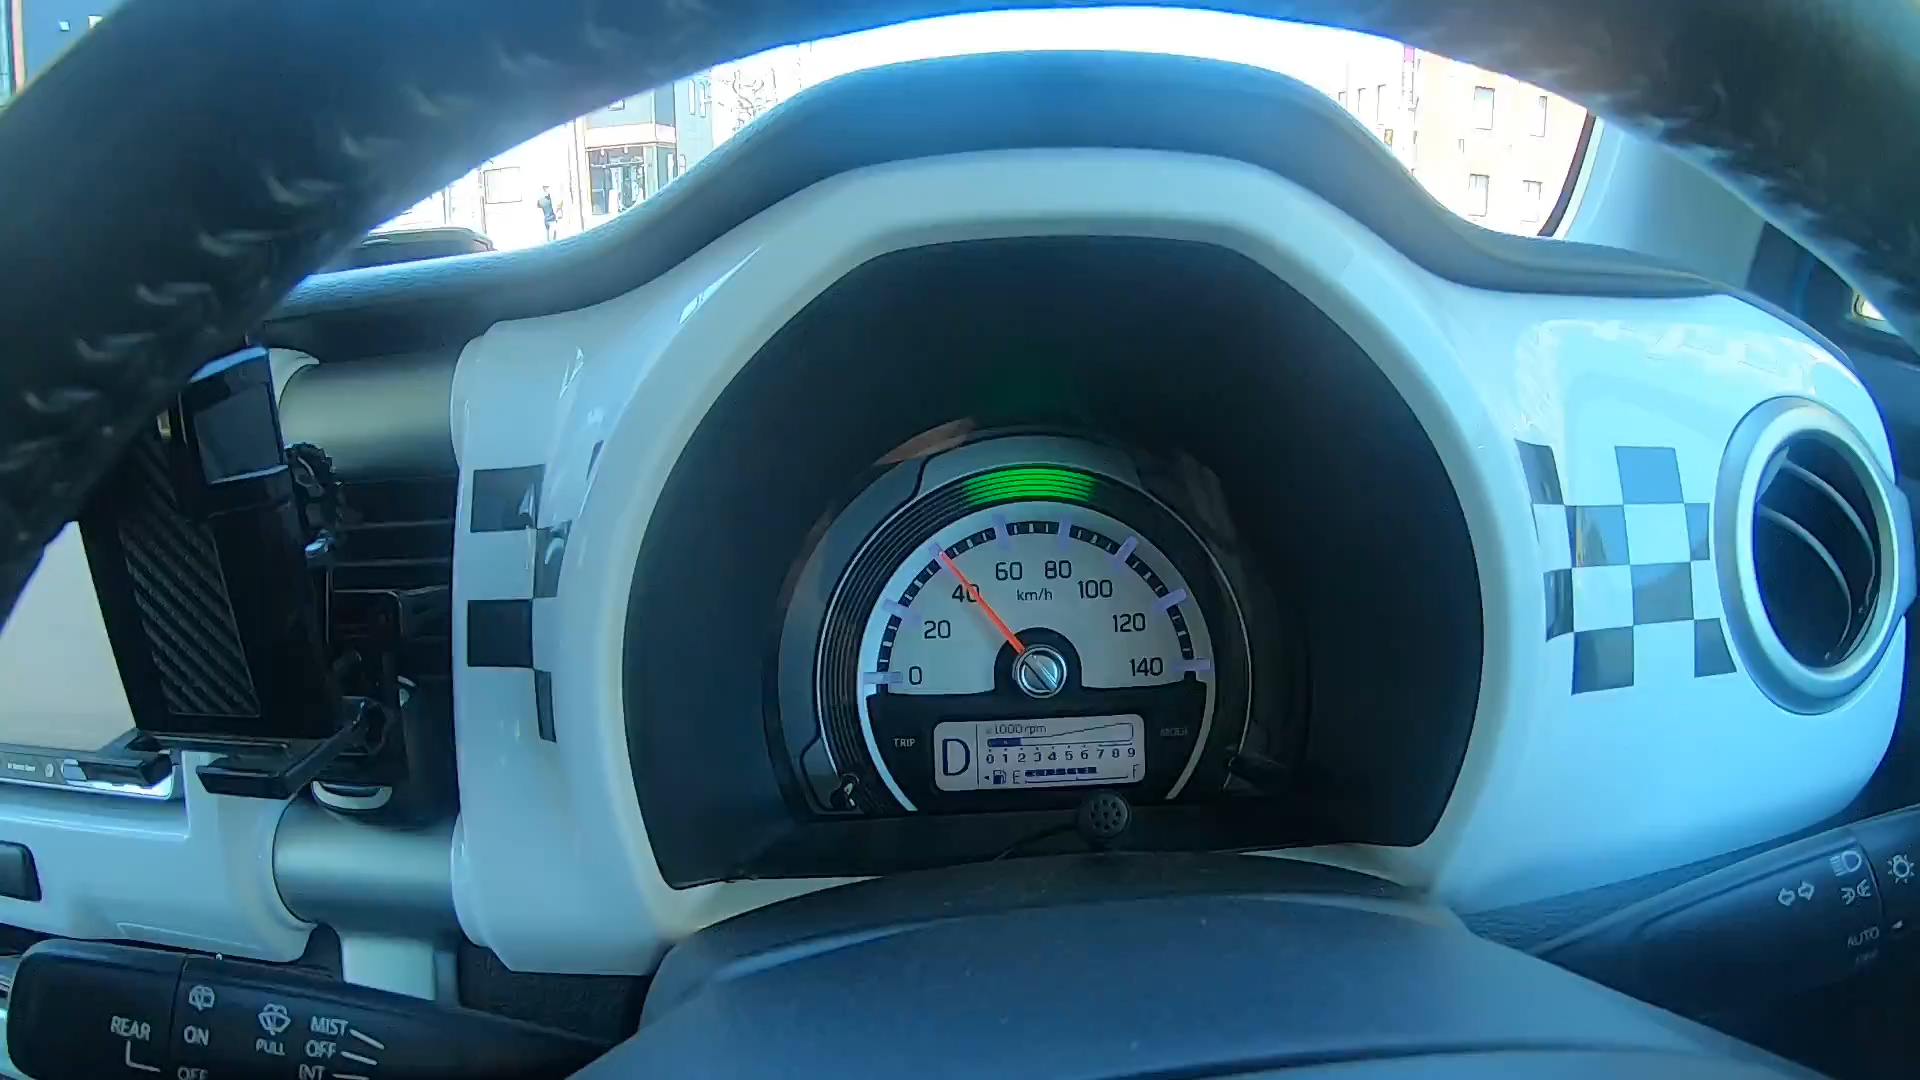 60 80
40 km/h 100
20 120
0 140
TRIP
x1000rpm
D
0 1 2 3 4 5 6 7 8 9
E F
AUTO
REAR ON MIST
PULL OFF
OFF INT